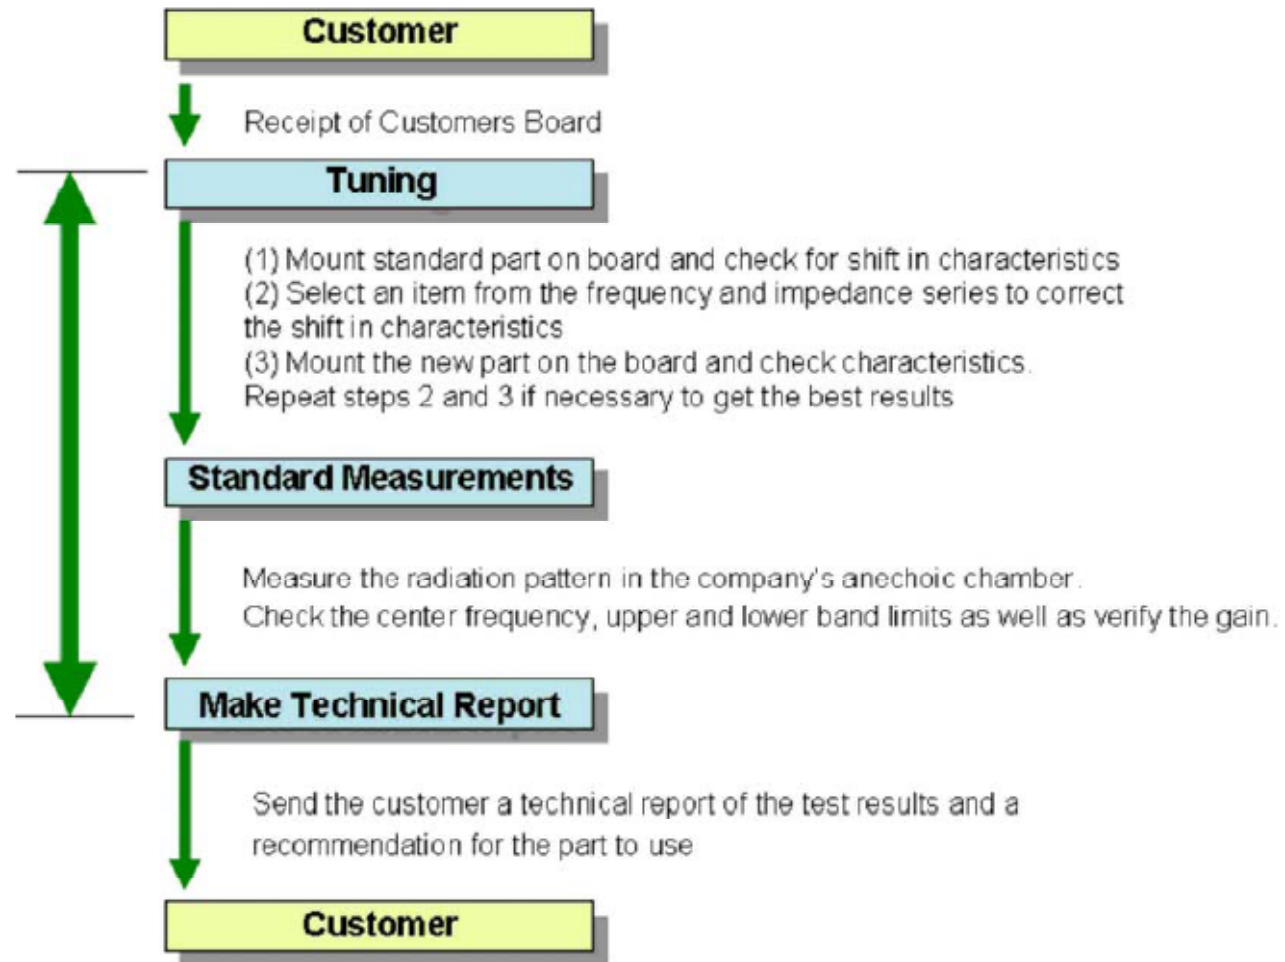 Customer
Receipt of Customers Board
Tuning
(1) Mount standard part on board and check for shift in characteristics
(2) Select an item from the frequency and impedance series to correct
the shift in characteristics
(3) Mount the new part on the board and check characteristics.
Repeat steps 2 and 3 if necessary to get the best results
Standard Measurements
Measure the radiation pattern in the company's anechoic chamber.
Check the center frequency, upper and lower band limits as well as verify the gain.
Make Technical Report
Send the customer a technical report of the test results and a
recommendation for the part to use
Customer